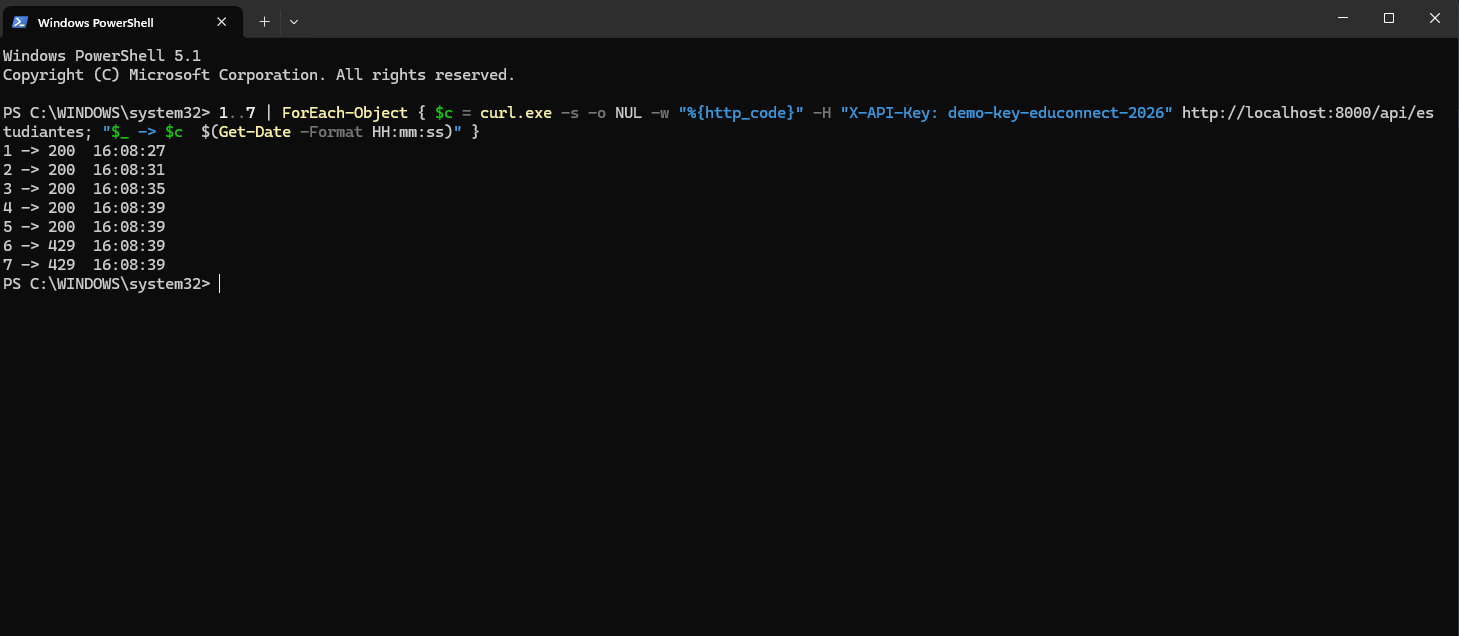 Windows PowerShell
Windows PowerShell 5.1
Copyright (C) Microsoft Corporation. All rights reserved.
PS C:\WINDOWS\system32> 1..7 | ForEach-Object { $c = curl.exe -s -o NUL -w "%{http_code}" -H "X-API-Key: demo-key-educonnect-2026" http://localhost:8000/api/es
tudiantes; "$_ -> $c  $(Get-Date -Format HH:mm:ss)" }
1 -> 200  16:08:27
2 -> 200  16:08:31
3 -> 200  16:08:35
4 -> 200  16:08:39
5 -> 200  16:08:39
6 -> 429  16:08:39
7 -> 429  16:08:39
PS C:\WINDOWS\system32>